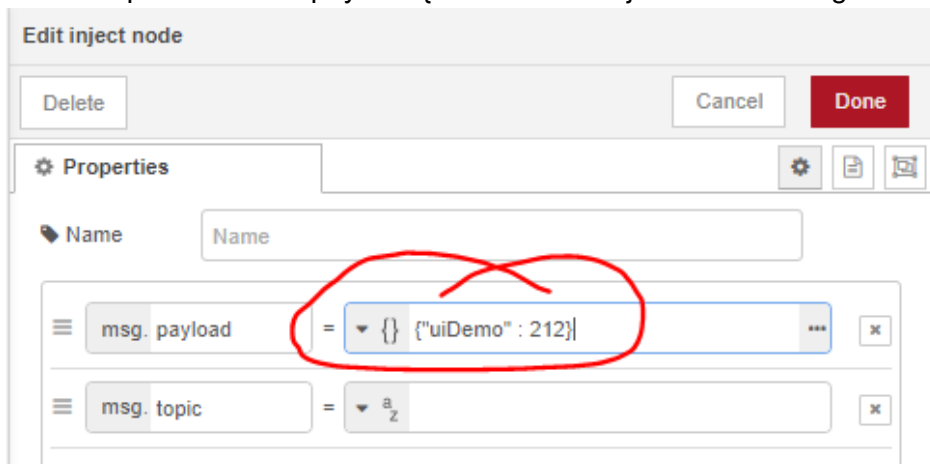 Edit inject node
Delete Cancel Done
Properties
Name Name
msg. payload = {} {"uiDemo" : 212} ...
msg. topic = a z